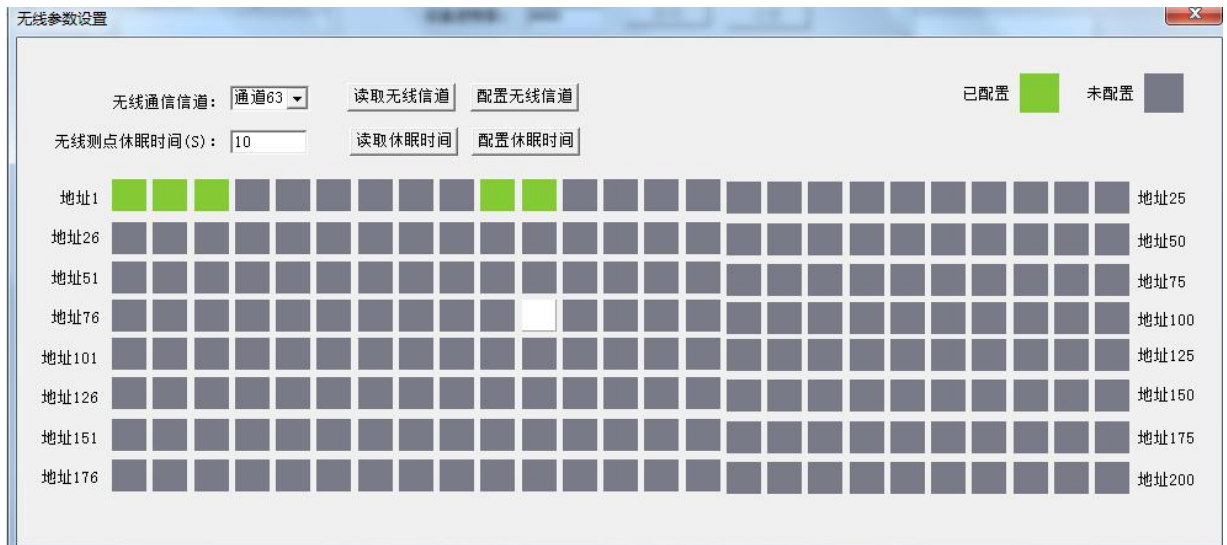 无线参数设置
无线通信信道: 通道63 读取无线信道 配置无线信道 已配置 未配置
无线测点休眠时间(S): 10 读取休眠时间 配置休眠时间
地址1 地址25
地址26 地址50
地址51 地址75
地址76 地址100
地址101 地址125
地址126 地址150
地址151 地址175
地址176 地址200